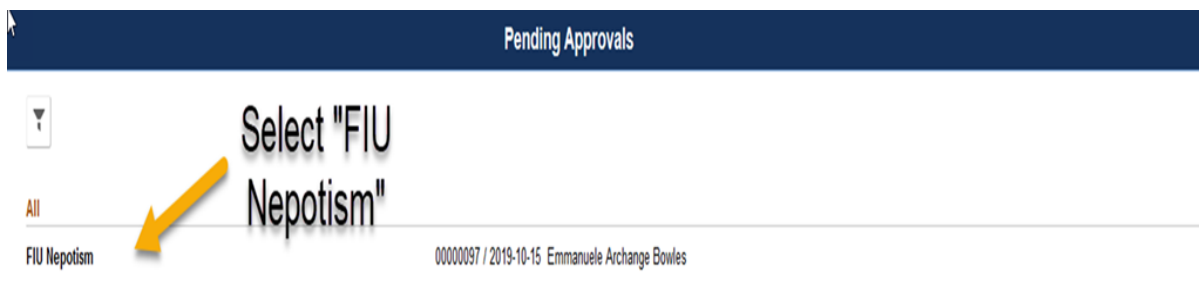 Pending Approvals
Select "FIU
Nepotism"
All
FIU Nepotism
00000097 / 2019-10-15 Emmanuele Archange Bowles